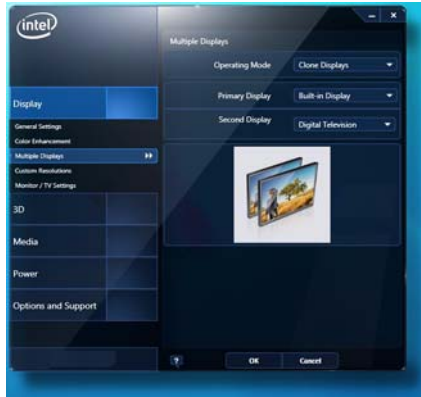 intel
Display
General Settings
Color Enhancement
Multiple Displays
Custom Resolutions
Monitor / TV Settings
3D
Media
Power
Options and Support
Multiple Displays
Operating Mode Clone Displays
Primary Display Built-in Display
Second Display Digital Television
?
OK Cancel